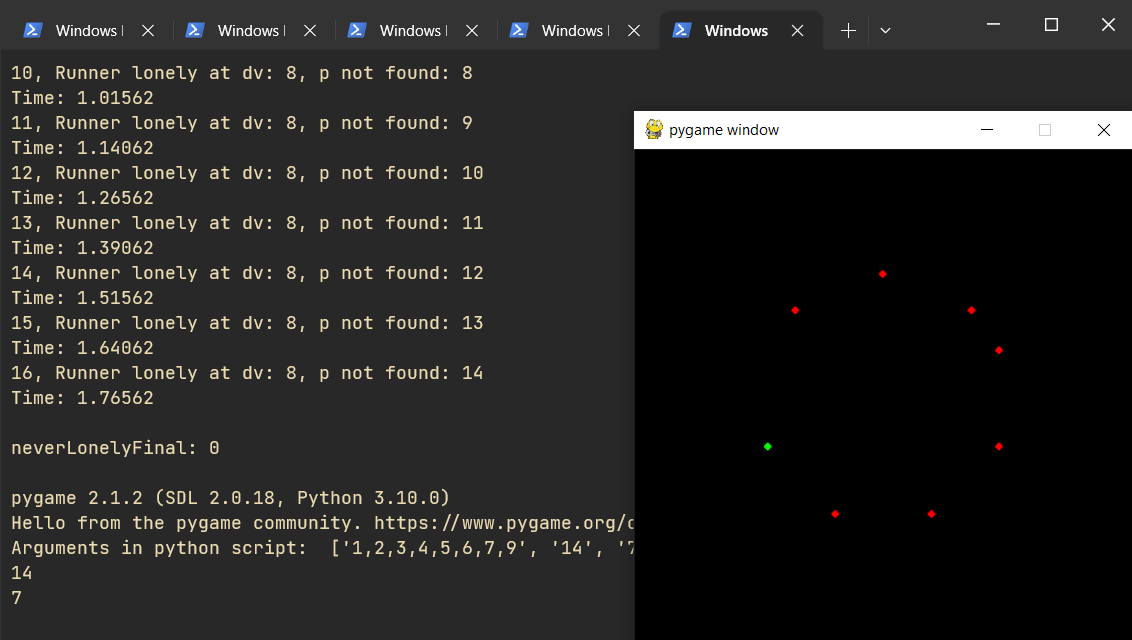 Windows Windows Windows Windows Windows
10, Runner lonely at dv: 8, p not found: 8
Time: 1.01562
11, Runner lonely at dv: 8, p not found: 9
Time: 1.14062
12, Runner lonely at dv: 8, p not found: 10
Time: 1.26562
13, Runner lonely at dv: 8, p not found: 11
Time: 1.39062
14, Runner lonely at dv: 8, p not found: 12
Time: 1.51562
15, Runner lonely at dv: 8, p not found: 13
Time: 1.64062
16, Runner lonely at dv: 8, p not found: 14
Time: 1.76562
neverLonelyFinal: 0
pygame 2.1.2 (SDL 2.0.18, Python 3.10.0)
Hello from the pygame community. https://www.pygame.org/
Arguments in python script:  ['1,2,3,4,5,6,7,9', '14', '7
14
7
pygame window